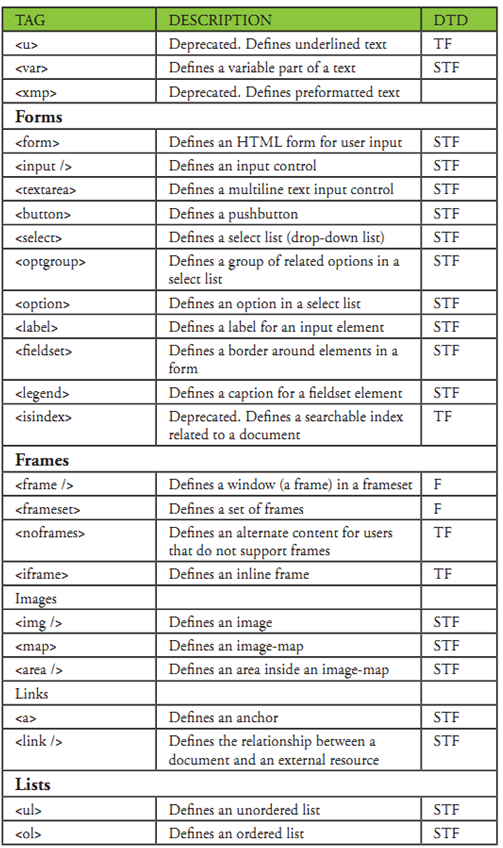 TAG DESCRIPTION DTD
<u> Deprecated. Defines underlined text TF
<var> Defines a variable part of a text STF
<xmp> Deprecated. Defines preformatted text
Forms
<form> Defines an HTML form for user input STF
<input /> Defines an input control STF
<textarea> Defines a multiline text input control STF
<button> Defines a pushbutton STF
<select> Defines a select list (drop-down list) STF
<optgroup> Defines a group of related options in a STF
select list
<option> Defines an option in a select list STF
<label> Defines a label for an input element STF
<fieldset> Defines a border around elements in a STF
form
<legend> Defines a caption for a fieldset element STF
<isindex> Deprecated. Defines a searchable index TF
related to a document
Frames
<frame /> Defines a window (a frame) in a frameset F
<frameset> Defines a set of frames F
<noframes> Defines an alternate content for users TF
that do not support frames
<iframe> Defines an inline frame TF
Images
<img /> Defines an image STF
<map> Defines an image-map STF
<area /> Defines an area inside an image-map STF
Links
<a> Defines an anchor STF
<link /> Defines the relationship between a STF
document and an external resource
Lists
<ul> Defines an unordered list STF
<ol> Defines an ordered list STF